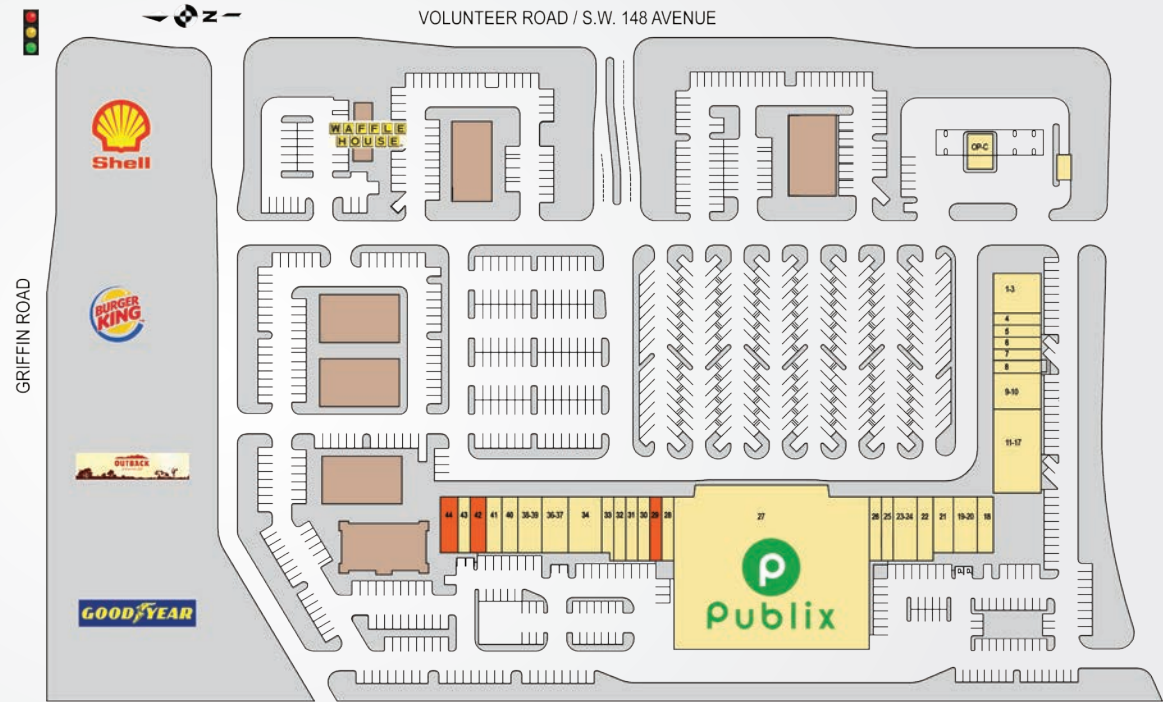 Z
VOLUNTEER ROAD / S.W. 148 AVENUE
GRIFFIN ROAD
Shell
WAFFLE
HOUSE
OP-C
BURGER
KING
OUTBACK
GOODYEAR
1-3
4
5
6
7
8
9-10
11-17
44
43
42
41
40
38-39
36-37
34
33
32
31
30
29
28
27
26
25
23-24
22
21
19-20
18
P
Publix